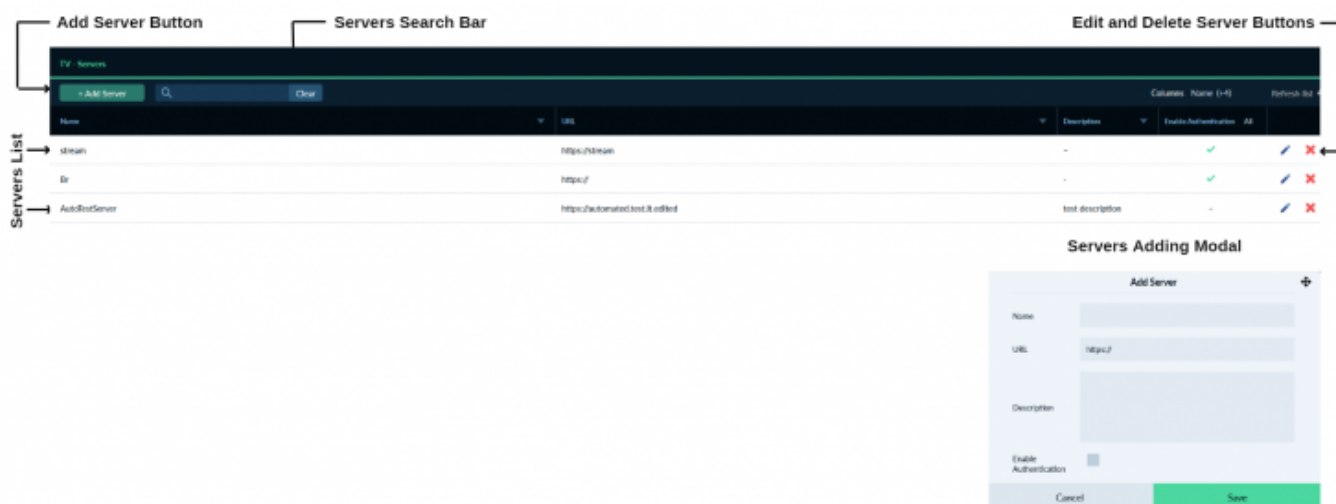 Add Server Button
Servers Search Bar
Edit and Delete Server Buttons
TV · Servers
+ Add Server
Clear
Columns Name (+4)
Refresh list
Name
URL
Description
Enable Authentication All
Servers List
stream https://stream - 
Br https:// -
AutoTestServer https://automated.test.lt.edited test description -
Servers Adding Modal
Add Server
Name
URL https://
Description
Enable
Authentication
Cancel
Save